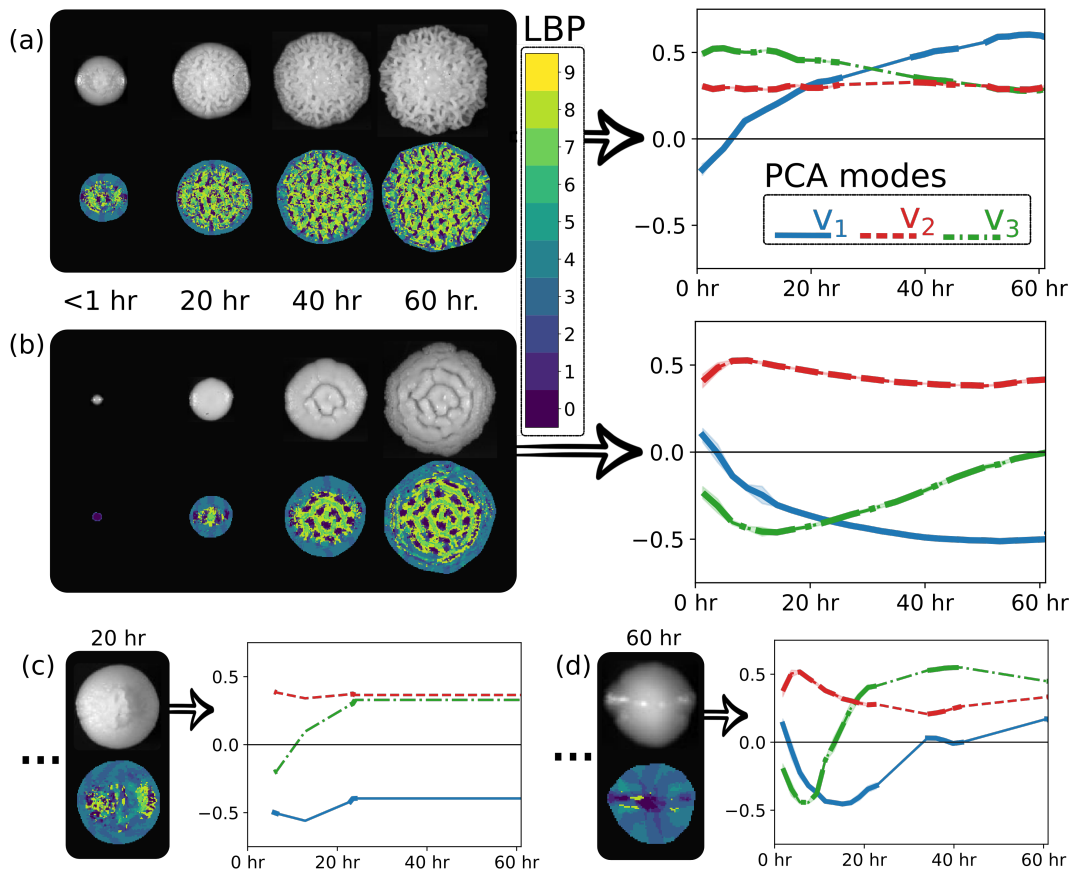 (a)
<1 hr 20 hr 40 hr 60 hr.
(b)
LBP
9
8
7
6
5
4
3
2
1
0
0.5
0.0
−0.5
PCA modes
V1 V2 V3
0 hr 20 hr 40 hr 60 hr
0.5
0.0
−0.5
0 hr 20 hr 40 hr 60 hr
(c)
20 hr
...
0.5
0.0
−0.5
0 hr 20 hr 40 hr 60 hr
(d)
60 hr
...
0.5
0.0
−0.5
0 hr 20 hr 40 hr 60 hr